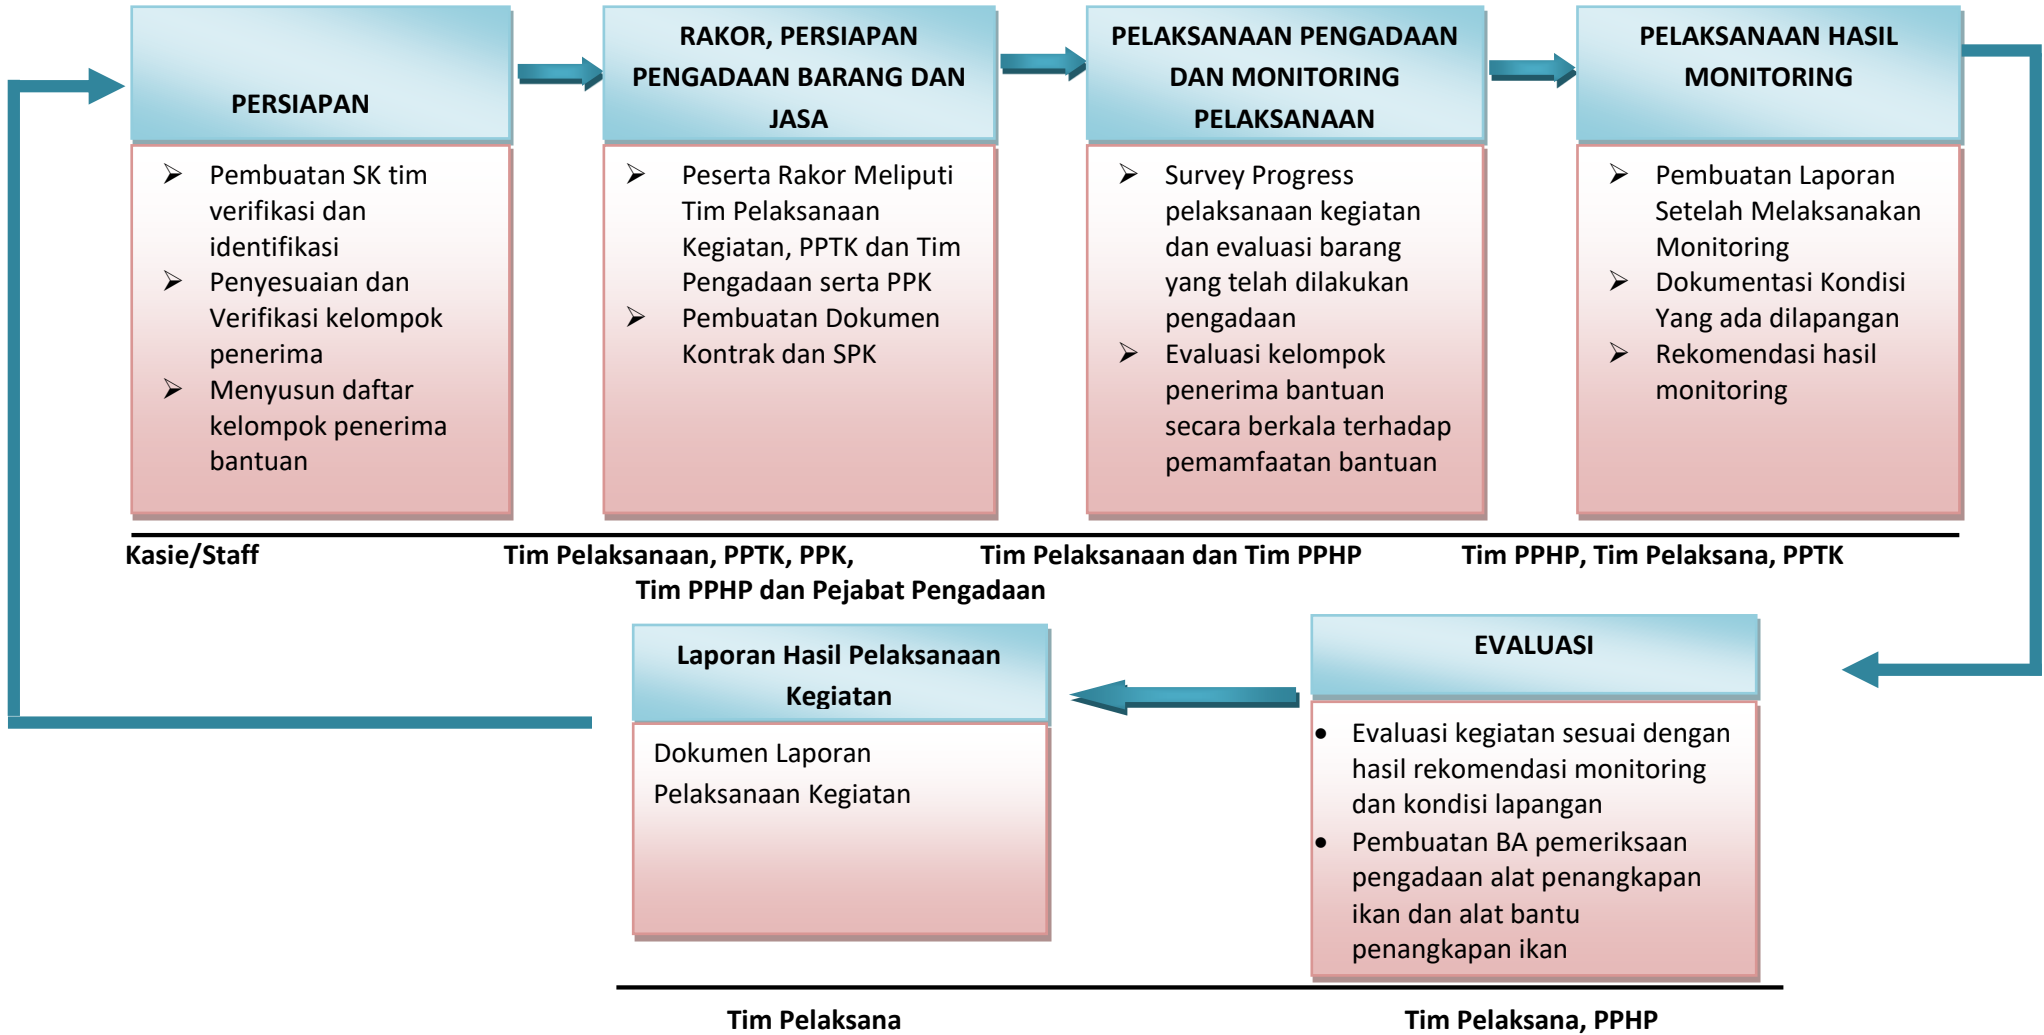 PERSIAPAN
➢ Pembuatan SK tim
verifikasi dan
identifikasi
➢ Penyesuaian dan
Verifikasi kelompok
penerima
➢ Menyusun daftar
kelompok penerima
bantuan
RAKOR, PERSIAPAN
PENGADAAN BARANG DAN
JASA
➢ Peserta Rakor Meliputi
Tim Pelaksanaan
Kegiatan, PPTK dan Tim
Pengadaan serta PPK
➢ Pembuatan Dokumen
Kontrak dan SPK
PELAKSANAAN PENGADAAN
DAN MONITORING
PELAKSANAAN
➢ Survey Progress
pelaksanaan kegiatan
dan evaluasi barang
yang telah dilakukan
pengadaan
➢ Evaluasi kelompok
penerima bantuan
secara berkala terhadap
pemamfaatan bantuan
PELAKSANAAN HASIL
MONITORING
➢ Pembuatan Laporan
Setelah Melaksanakan
Monitoring
➢ Dokumentasi Kondisi
Yang ada dilapangan
➢ Rekomendasi hasil
monitoring
Kasie/Staff
Tim Pelaksanaan, PPTK, PPK,
Tim PPHP dan Pejabat Pengadaan
Tim Pelaksanaan dan Tim PPHP
Tim PPHP, Tim Pelaksana, PPTK
EVALUASI
• Evaluasi kegiatan sesuai dengan
hasil rekomendasi monitoring
dan kondisi lapangan
• Pembuatan BA pemeriksaan
pengadaan alat penangkapan
ikan dan alat bantu
penangkapan ikan
Laporan Hasil Pelaksanaan
Kegiatan
Dokumen Laporan
Pelaksanaan Kegiatan
Tim Pelaksana
Tim Pelaksana, PPHP